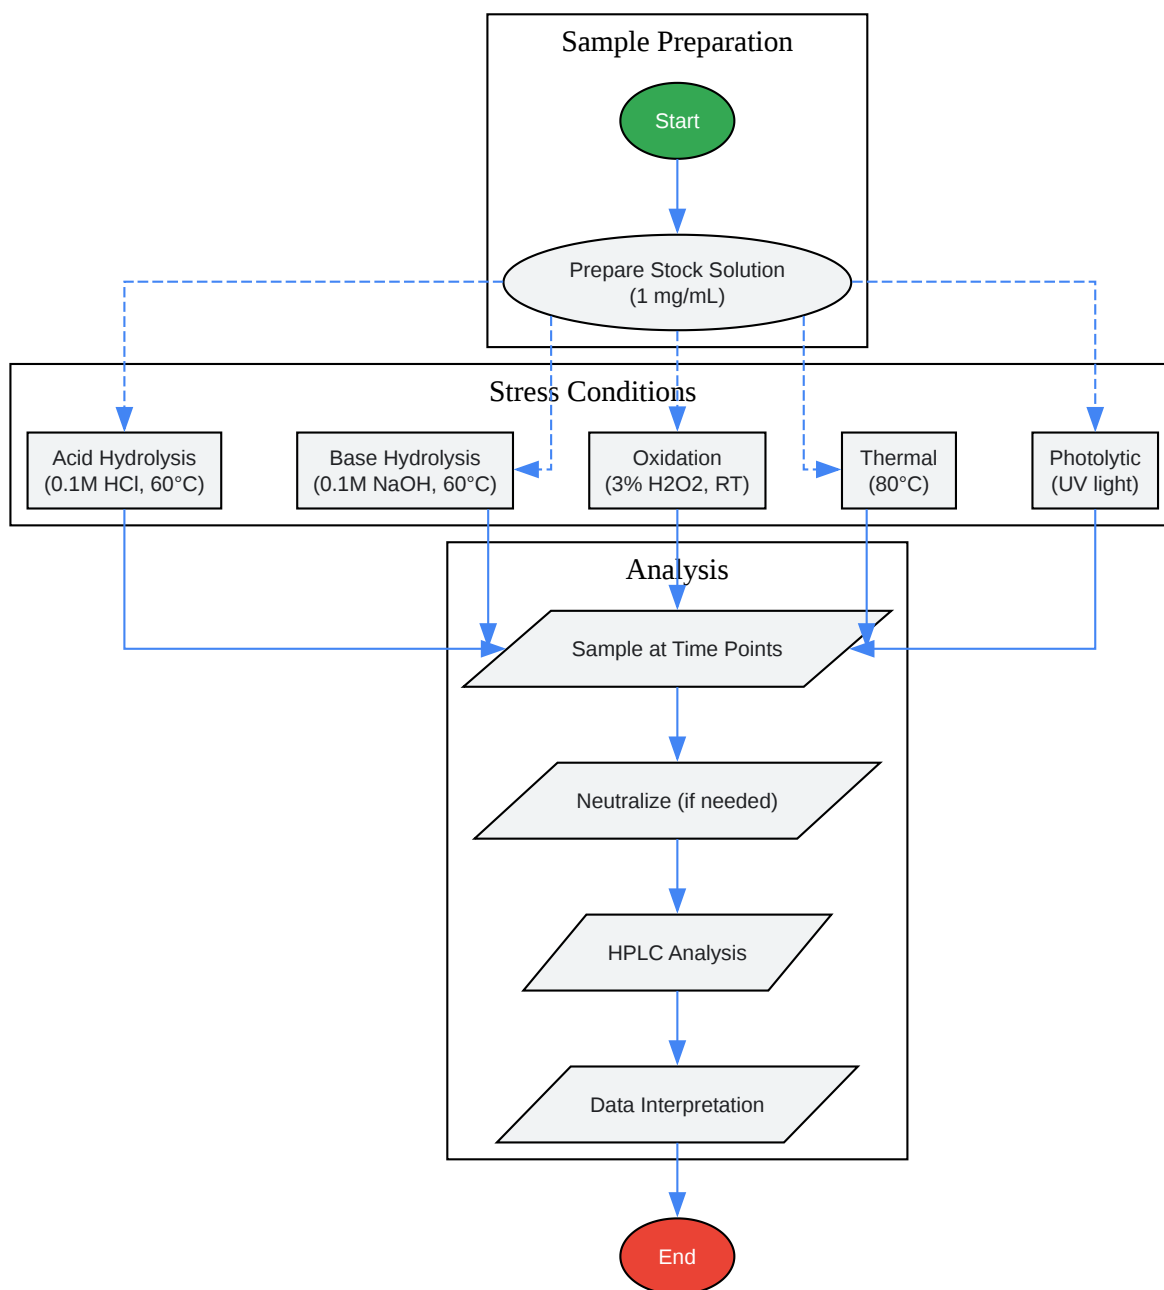 Sample Preparation
Start
Prepare Stock Solution
(1 mg/mL)
Stress Conditions
Acid Hydrolysis
(0.1M HCl, 60°C)
Base Hydrolysis
(0.1M NaOH, 60°C)
Oxidation
(3% H2O2, RT)
Thermal
(80°C)
Photolytic
(UV light)
Analysis
Sample at Time Points
Neutralize (if needed)
HPLC Analysis
Data Interpretation
End